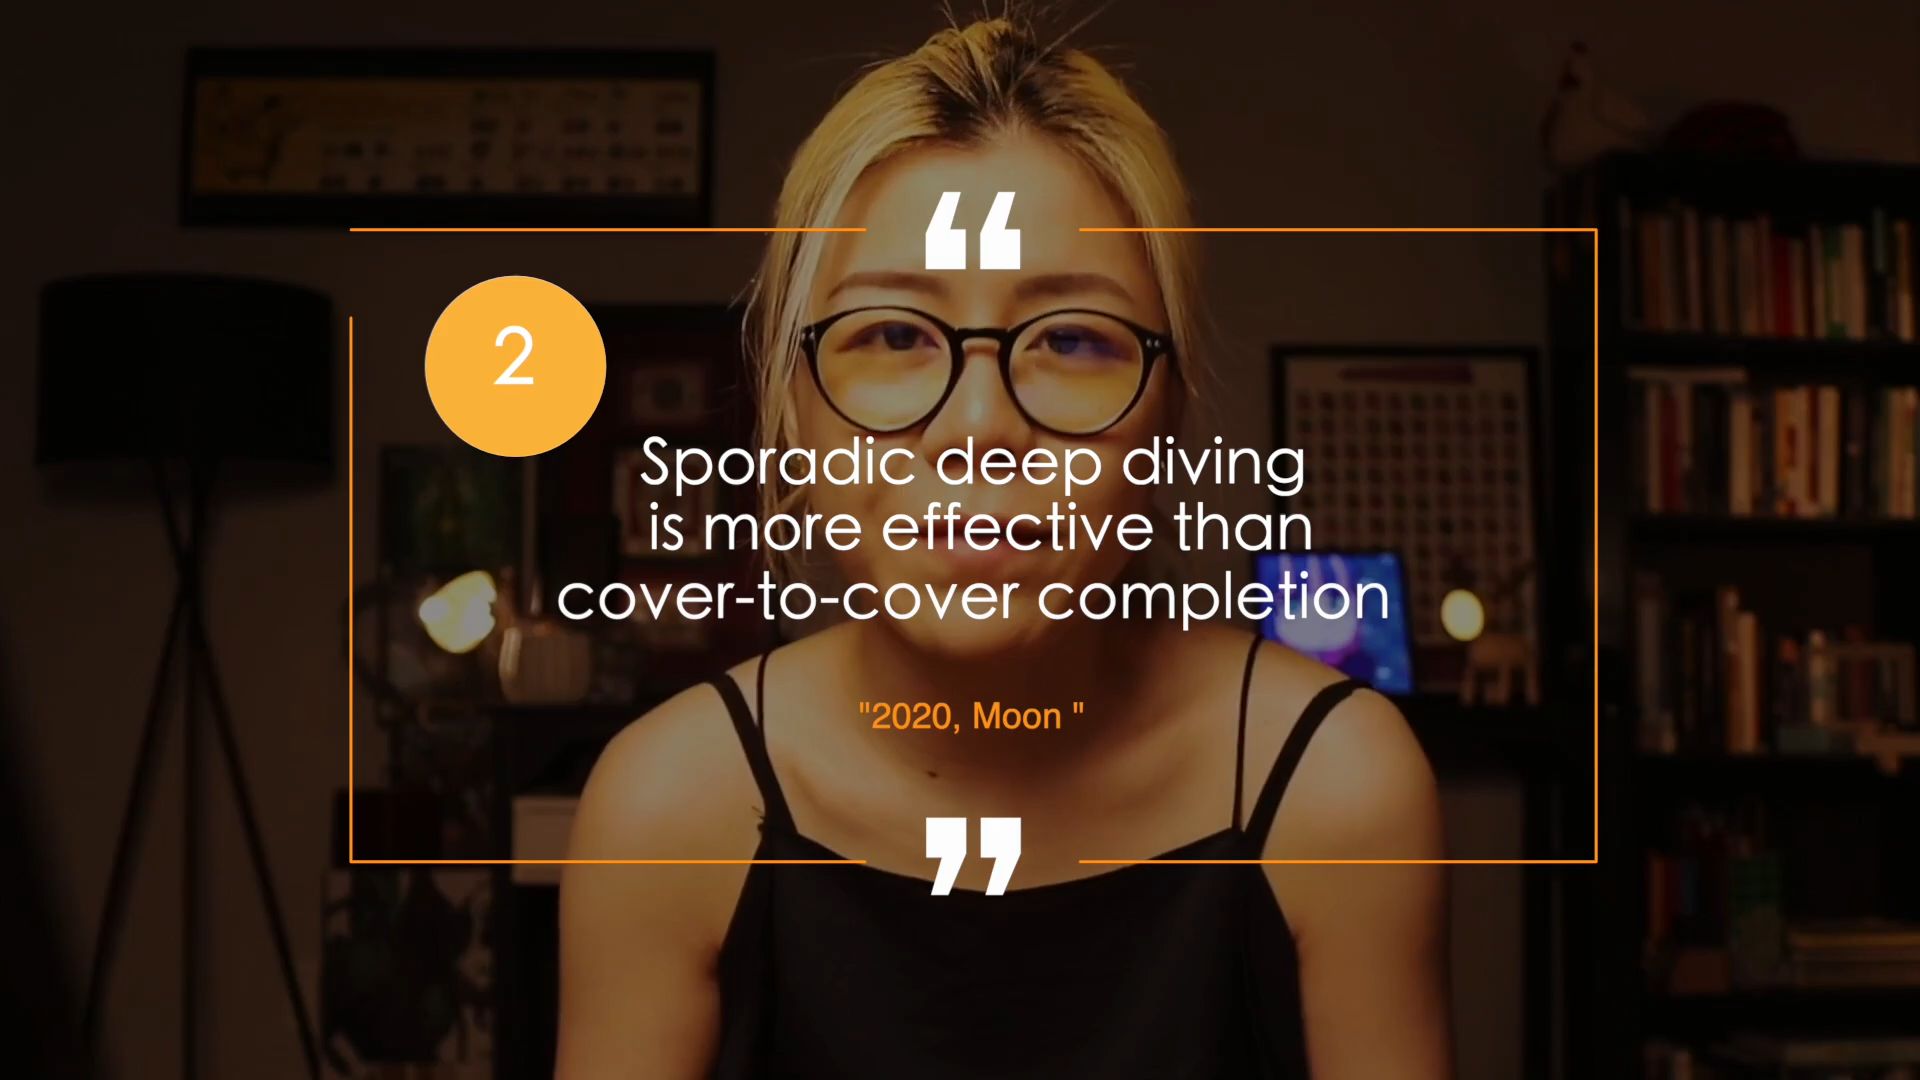 “
2
Sporadic deep diving
is more effective than
cover-to-cover completion
"2020, Moon "
”